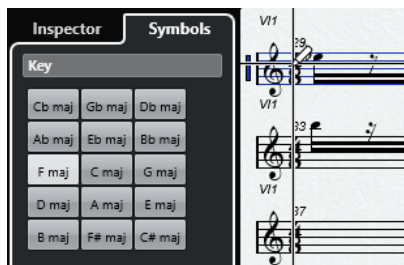 Inspector Symbols
Key
Cb maj Gb maj Db maj
Ab maj Eb maj Bb maj
F maj C maj G maj
D maj A maj E maj
B maj F# maj C# maj
Vl1
29
Vl1
33
Vl1
37